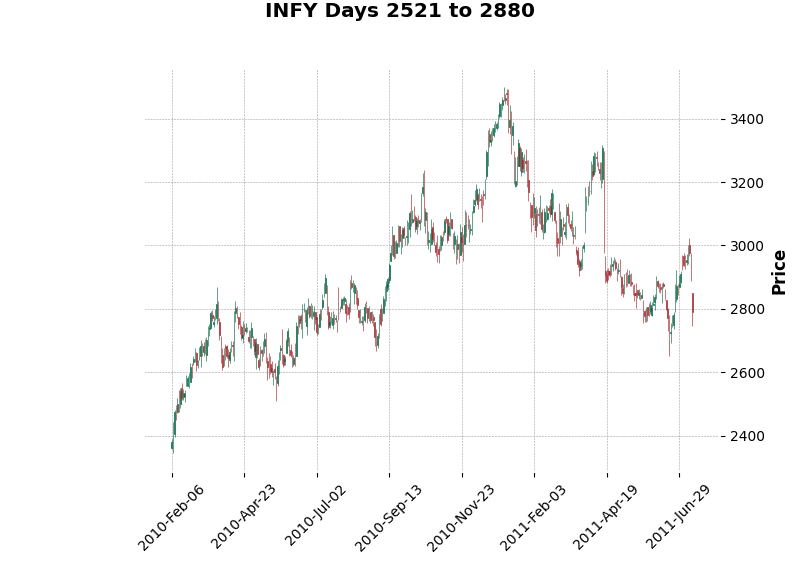 INFY Days 2521 to 2880
3400
3200
3000
2800
2600
2400
Price
2010-Feb-06
2010-Apr-23
2010-Jul-02
2010-Sep-13
2010-Nov-23
2011-Feb-03
2011-Apr-19
2011-Jun-29